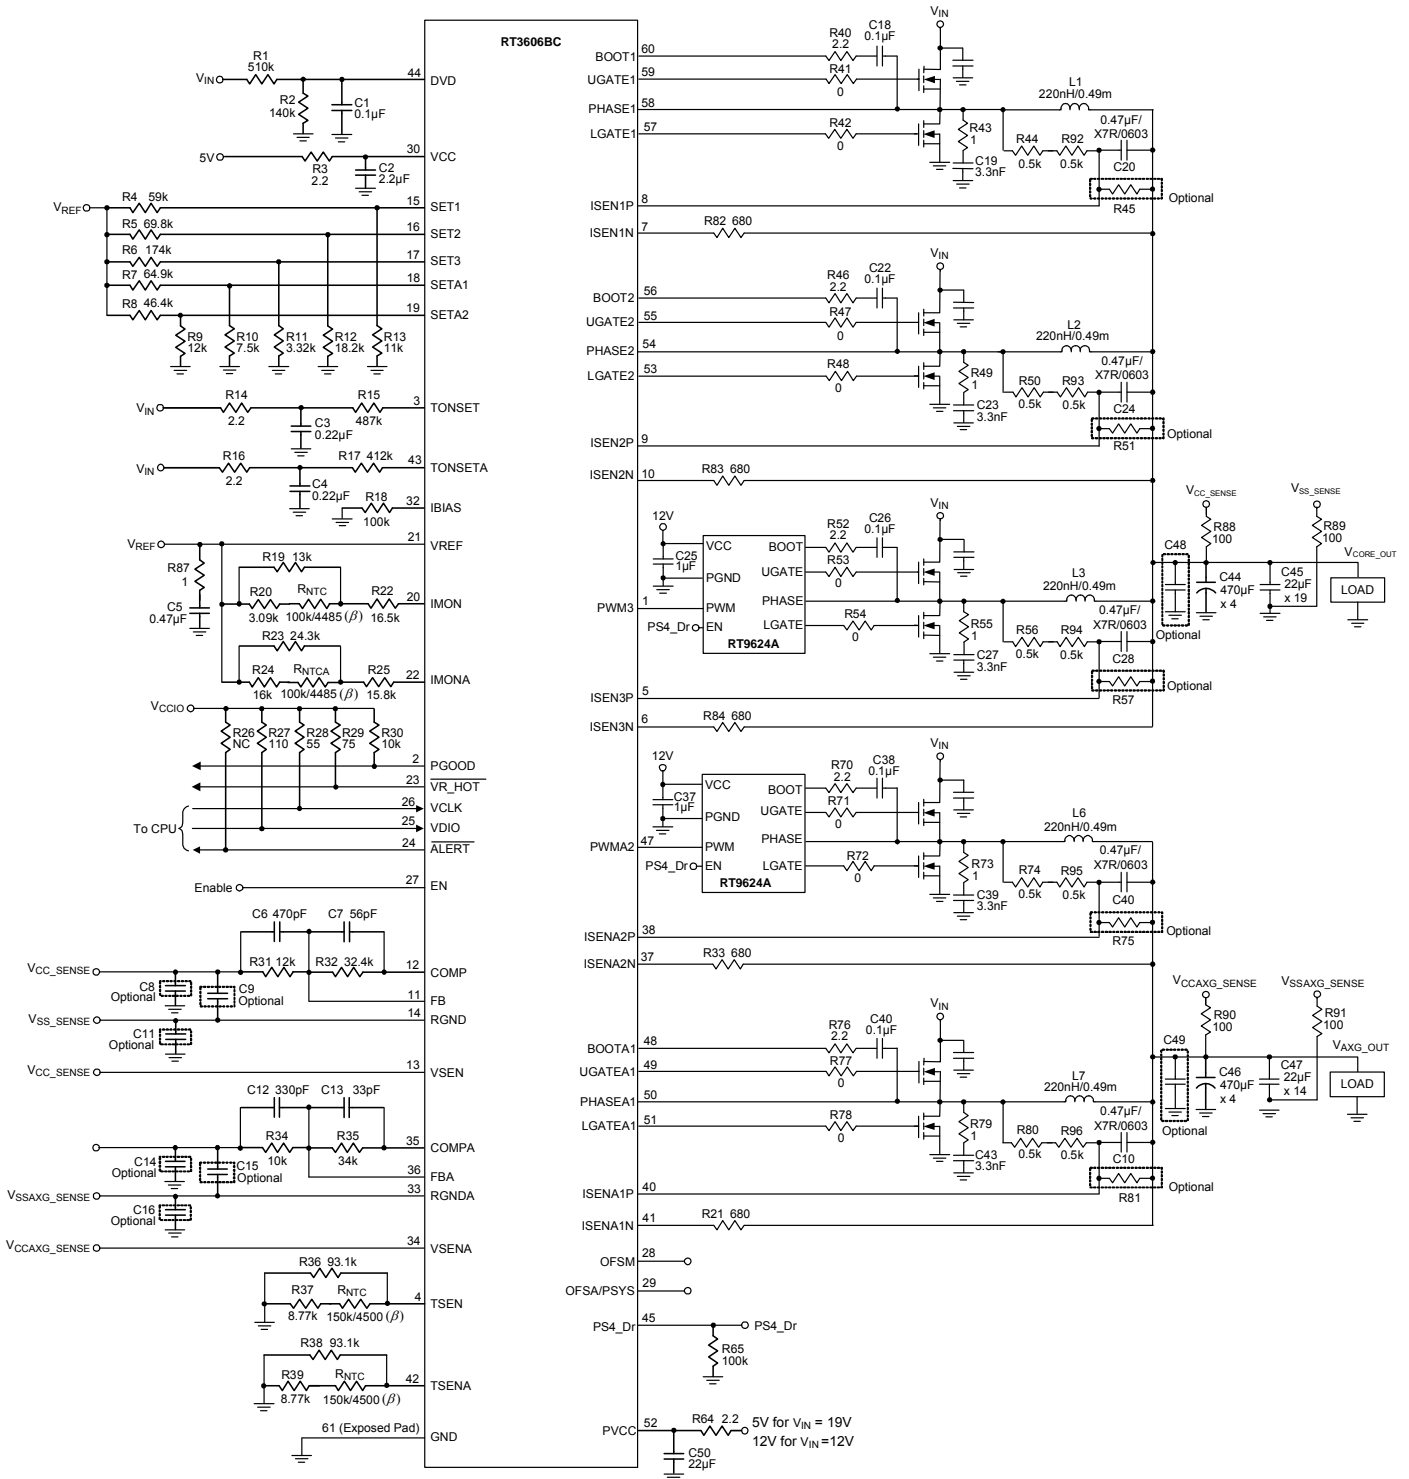 RT3606BC
R1
510k
VIN
44 DVD
R2
140k
C1
0.1µF
5V
R3
2.2
30 VCC
C2
2.2µF
VREF
R4 59k
15 SET1
R5 69.8k
16 SET2
R6 174k
17 SET3
R7 64.9k
18 SETA1
R8 46.4k
19 SETA2
R9
12k
R10
7.5k
R11
3.32k
R12
18.2k
R13
11k
VIN
R14
2.2
R15
487k
3 TONSET
C3
0.22µF
VIN
R16
2.2
R17 412k
43 TONSETA
C4
0.22µF
R18
100k
32 IBIAS
VREF
21 VREF
R87
1
C5
0.47µF
R19 13k
R20
3.09k
RNTC
100k/4485 (β)
R22
16.5k
20 IMON
R23 24.3k
R24
16k
RNTCA
100k/4485 (β)
R25
15.8k
22 IMONA
VCCIO
R26
NC
R27
110
R28
55
R29
75
R30
10k
2 PGOOD
23 VR_HOT
26 VCLK
To CPU
25 VDIO
24 ALERT
Enable
27 EN
C6 470pF
C7 56pF
VCC_SENSE
R31 12k
R32 32.4k
12 COMP
C8
Optional
C9
Optional
11 FB
VSS_SENSE
14 RGND
C11
Optional
VCC_SENSE
13 VSEN
C12 330pF
C13 33pF
R34
10k
R35
34k
35 COMPA
C14
Optional
C15
Optional
36 FBA
VSSAXG_SENSE
33 RGNDA
C16
Optional
VCCAXG_SENSE
34 VSENA
R36 93.1k
R37
8.77k
RNTC
150k/4500 (β)
4 TSEN
R38 93.1k
R39
8.77k
RNTC
150k/4500 (β)
42 TSENA
61 (Exposed Pad)
GND
BOOT1 60
R40
2.2
C18
0.1µF
VIN
UGATE1 59
R41
0
PHASE1 58
L1
220nH/0.49m
LGATE1 57
R42
0
R43
1
C19
3.3nF
R44
0.5k
R92
0.5k
0.47µF/
X7R/0603
C20
R45
Optional
ISEN1P 8
ISEN1N 7
R82 680
BOOT2 56
R46
2.2
C22
0.1µF
VIN
UGATE2 55
R47
0
PHASE2 54
L2
220nH/0.49m
LGATE2 53
R48
0
R49
1
C23
3.3nF
R50
0.5k
R93
0.5k
0.47µF/
X7R/0603
C24
R51
Optional
ISEN2P 9
ISEN2N 10
R83 680
12V
C25
1µF
VCC
PGND
PWM
EN
BOOT
UGATE
PHASE
LGATE
RT9624A
PWM3 1
PS4_Dr
R52
2.2
C26
0.1µF
VIN
R53
0
R54
0
L3
220nH/0.49m
R55
1
C27
3.3nF
R56
0.5k
R94
0.5k
0.47µF/
X7R/0603
C28
R57
Optional
ISEN3P 5
ISEN3N 6
R84 680
VCC_SENSE
R88
100
VSS_SENSE
R89
100
VCORE_OUT
C48
Optional
C44
470µF
x 4
C45
22µF
x 19
LOAD
12V
C37
1µF
VCC
PGND
PWM
EN
BOOT
UGATE
PHASE
LGATE
RT9624A
PWMA2 47
PS4_Dr
R70
2.2
C38
0.1µF
VIN
R71
0
R72
0
L6
220nH/0.49m
R73
1
C39
3.3nF
R74
0.5k
R95
0.5k
0.47µF/
X7R/0603
C40
R75
Optional
ISENA2P 38
ISENA2N 37
R33 680
BOOTA1 48
R76
2.2
C40
0.1µF
VIN
UGATEA1 49
R77
0
PHASEA1 50
L7
220nH/0.49m
LGATEA1 51
R78
0
R79
1
C43
3.3nF
R80
0.5k
R96
0.5k
0.47µF/
X7R/0603
C10
R81
Optional
ISENA1P 40
ISENA1N 41
R21 680
VCCAXG_SENSE
R90
100
VSSAXG_SENSE
R91
100
VAXG_OUT
C49
Optional
C46
470µF
x 4
C47
22µF
x 14
LOAD
OFSM 28
OFSA/PSYS 29
PS4_Dr 45
PS4_Dr
R65
100k
PVCC 52
R64 2.2
5V for VIN = 19V
12V for VIN =12V
C50
22µF